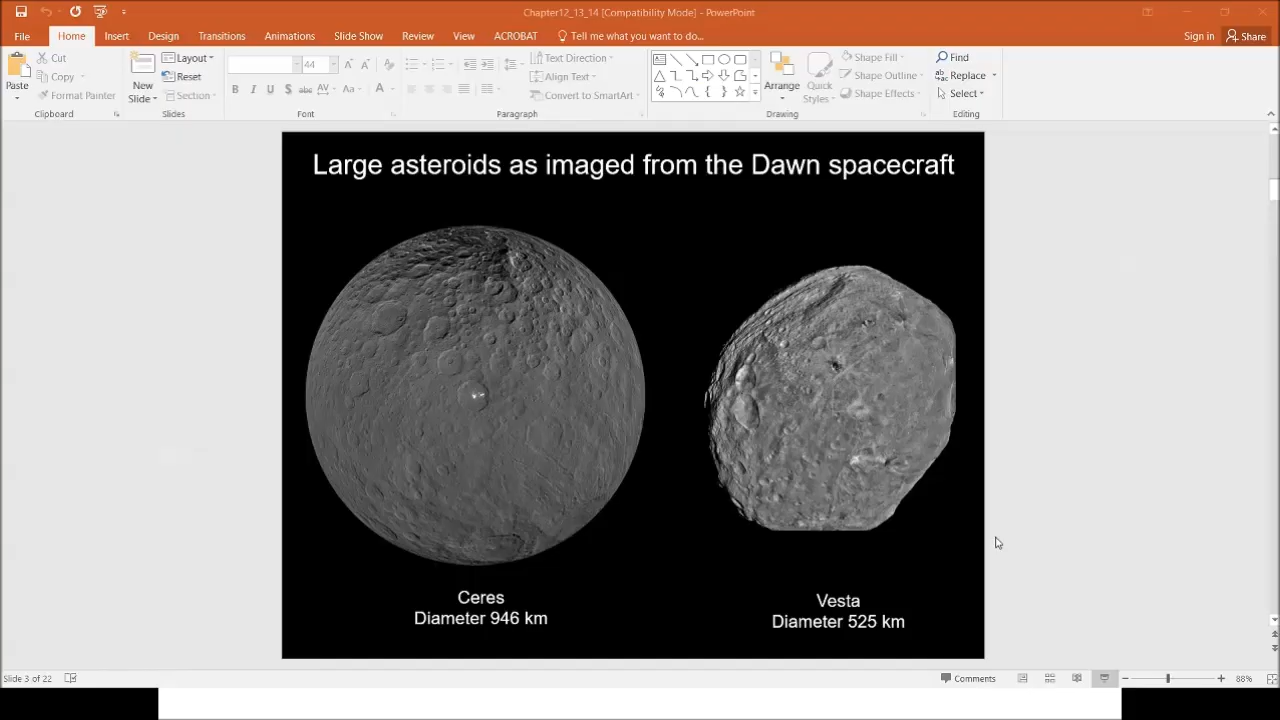 Chapter12_13_14 [Compatibility Mode] - PowerPoint
File Home Insert Design Transitions Animations Slide Show Review View ACROBAT Tell me what you want to do... Sign in Share
Paste
Cut
Copy
Format Painter
Clipboard
New Slide
Layout
Reset
Section
Slides
44
B I U S abc AV Aa A
Font
Text Direction
Align Text
Convert to SmartArt
Paragraph
Arrange
Quick Styles
Shape Fill
Shape Outline
Shape Effects
Drawing
Find
Replace
Select
Editing
Large asteroids as imaged from the Dawn spacecraft
Ceres
Diameter 946 km
Vesta
Diameter 525 km
Slide 3 of 22
Comments
88%